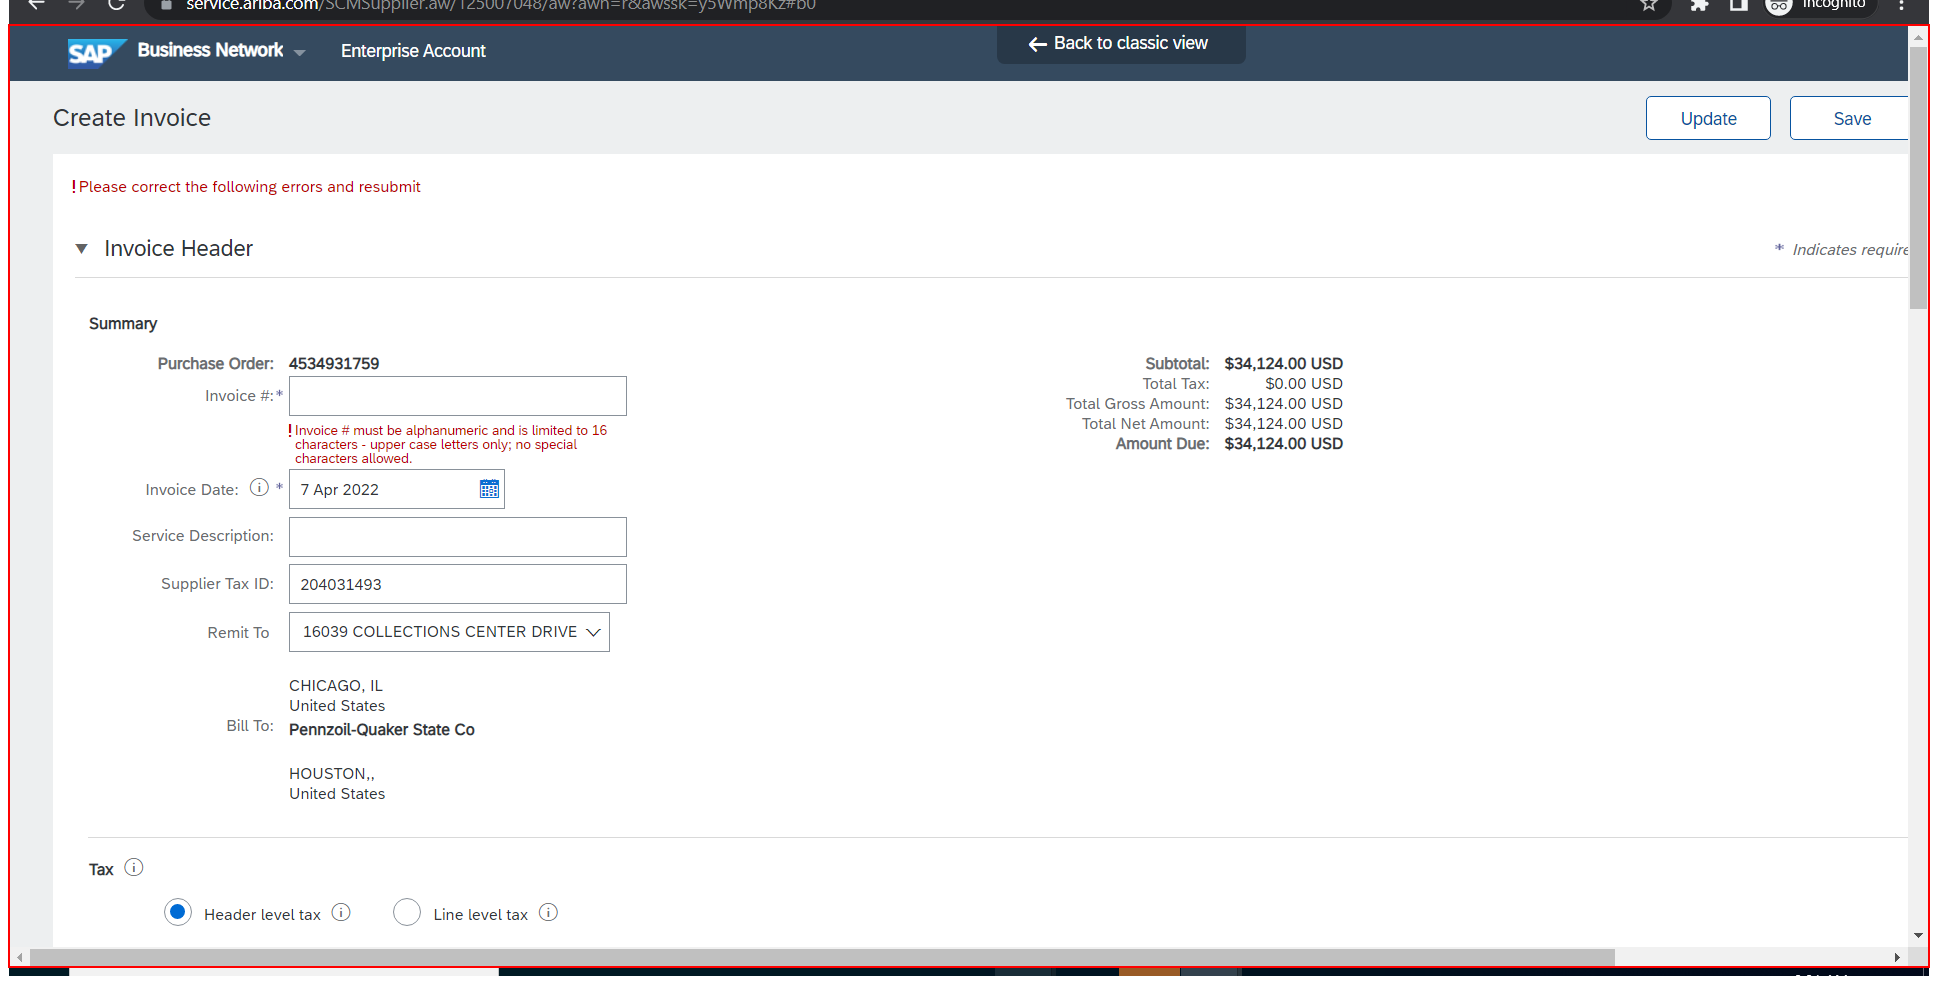 service.ariba.com/SCMSupplier.aw/125007048/aw?awh=r&awssk=y5Wmp8Kz#b0
Incognito
SAP Business Network Enterprise Account
Back to classic view
Create Invoice
Update
Save
!Please correct the following errors and resubmit
Invoice Header
* Indicates require
Summary
Purchase Order: 4534931759
Invoice #:*
!Invoice # must be alphanumeric and is limited to 16
characters - upper case letters only; no special
characters allowed.
Invoice Date: * 7 Apr 2022
Service Description:
Supplier Tax ID: 204031493
Remit To 16039 COLLECTIONS CENTER DRIVE
CHICAGO, IL
United States
Bill To: Pennzoil-Quaker State Co
HOUSTON,,
United States
Subtotal: $34,124.00 USD
Total Tax: $0.00 USD
Total Gross Amount: $34,124.00 USD
Total Net Amount: $34,124.00 USD
Amount Due: $34,124.00 USD
Tax
Header level tax
Line level tax